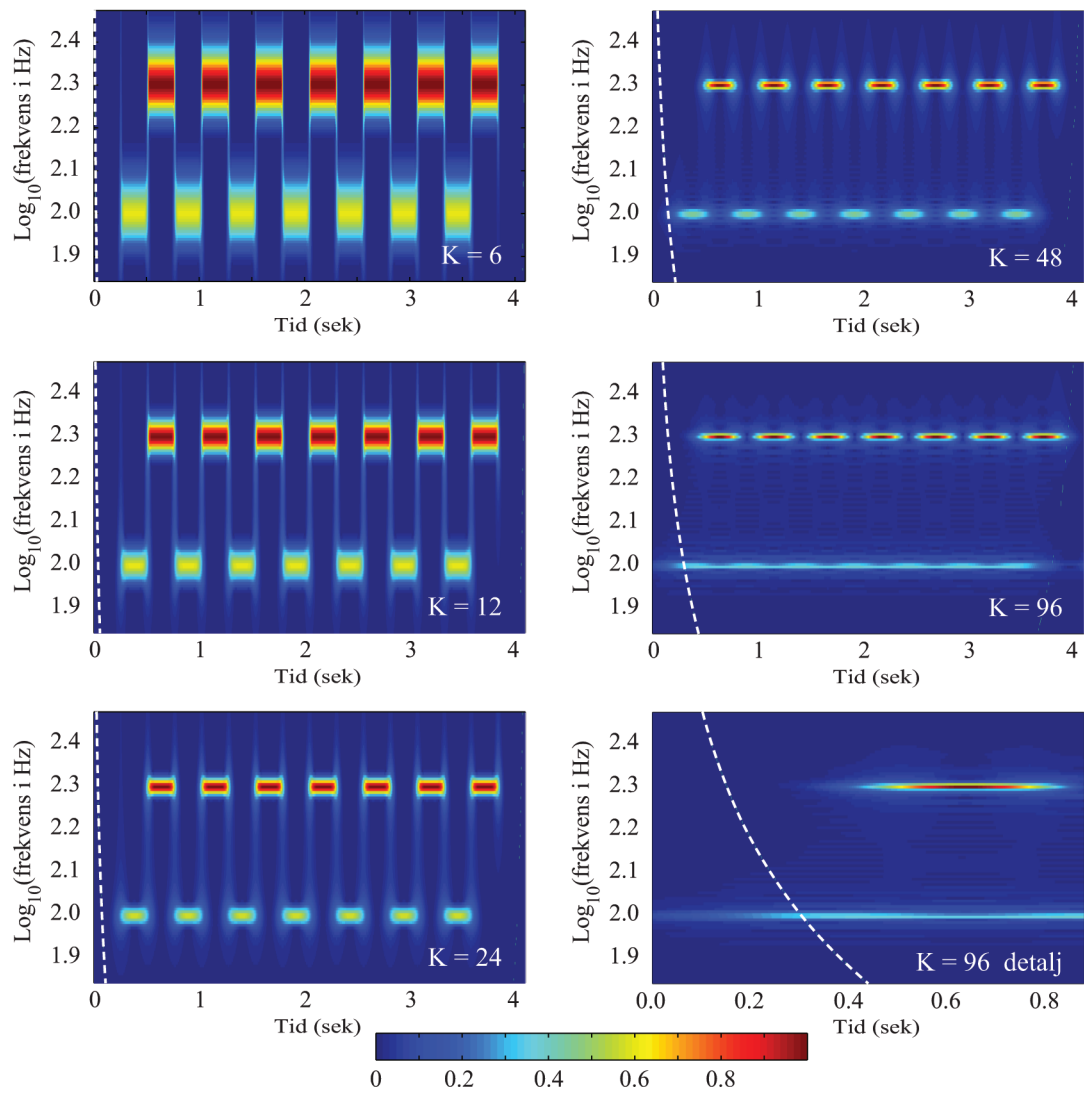 Log10(frekvens i Hz)
2.4
2.3
2.2
2.1
2.0
1.9
K = 6
0 1 2 3 4
Tid (sek)
Log10(frekvens i Hz)
2.4
2.3
2.2
2.1
2.0
1.9
K = 48
0 1 2 3 4
Tid (sek)
Log10(frekvens i Hz)
2.4
2.3
2.2
2.1
2.0
1.9
K = 12
0 1 2 3 4
Tid (sek)
Log10(frekvens i Hz)
2.4
2.3
2.2
2.1
2.0
1.9
K = 96
0 1 2 3 4
Tid (sek)
Log10(frekvens i Hz)
2.4
2.3
2.2
2.1
2.0
1.9
K = 24
0 1 2 3 4
Tid (sek)
Log10(frekvens i Hz)
2.4
2.3
2.2
2.1
2.0
1.9
K = 96 detalj
0.0 0.2 0.4 0.6 0.8
Tid (sek)
0 0.2 0.4 0.6 0.8